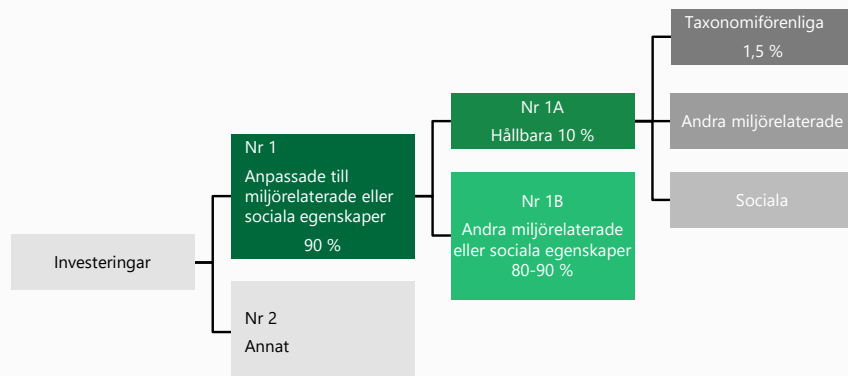 Investeringar
Nr 1
Anpassade till
miljörelaterade eller
sociala egenskaper
90 %
Nr 2
Annat
Nr 1A
Hållbara 10 %
Nr 1B
Andra miljörelaterade
eller sociala egenskaper
80-90 %
Taxonomiförenliga
1,5 %
Andra miljörelaterade
Sociala